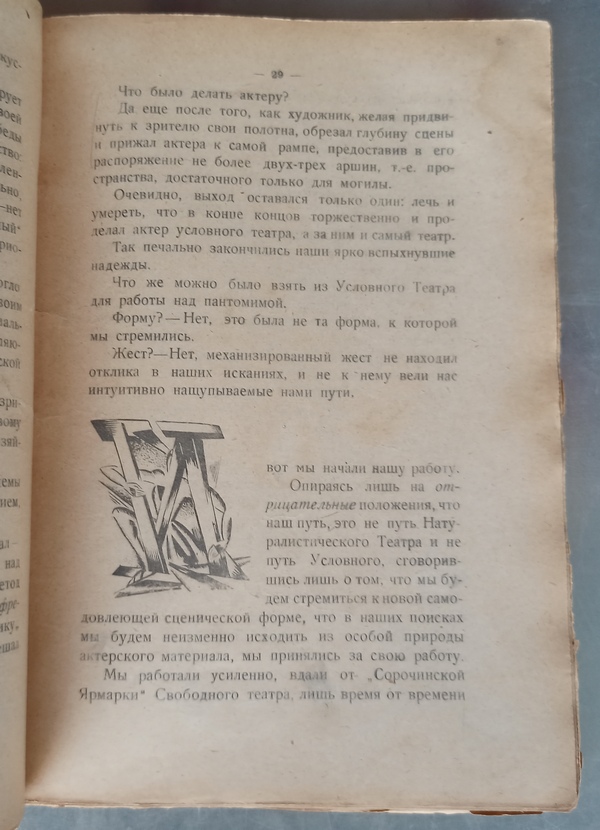 — 29 —
Что было делать актеру?
Да еще после того, как художник, желая придви-
нуть к зрителю свои полотна, обрезал глубину сцены
и прижал актера к самой рампе, предоставив в его
распоряжение не более двух-трех аршин, т.-е. про-
странства, достаточного только для могилы.
Очевидно, выход оставался только один: лечь и
умереть, что в конце концов торжественно и про-
делал актер условного театра, а за ним и самый театр.
Так печально закончились наши ярко вспыхнувшие
надежды.
Что же можно было взять из Условного Театра
для работы над пантомимой.
Форму?—Нет, это была не та форма, к которой
мы стремились.
Жест?—Нет, механизированный жест не находил
отклика в наших исканиях, и не к нему вели нас
интуитивно нащупываемые нами пути.
И
вот мы начали нашу работу.
Опираясь лишь на от-
рицательные положения, что
наш путь, это не путь Нату-
ралистического Театра и не
путь Условного, сговорив-
шись лишь о том, что мы бу-
дем стремиться к новой само-
довлеющей сценической форме, что в наших поисках
мы будем неизменно исходить из особой природы
актерского материала, мы принялись за свою работу.
Мы работали усиленно, вдали от „Сорочинской
Ярмарки“ Свободного театра, лишь время от времени